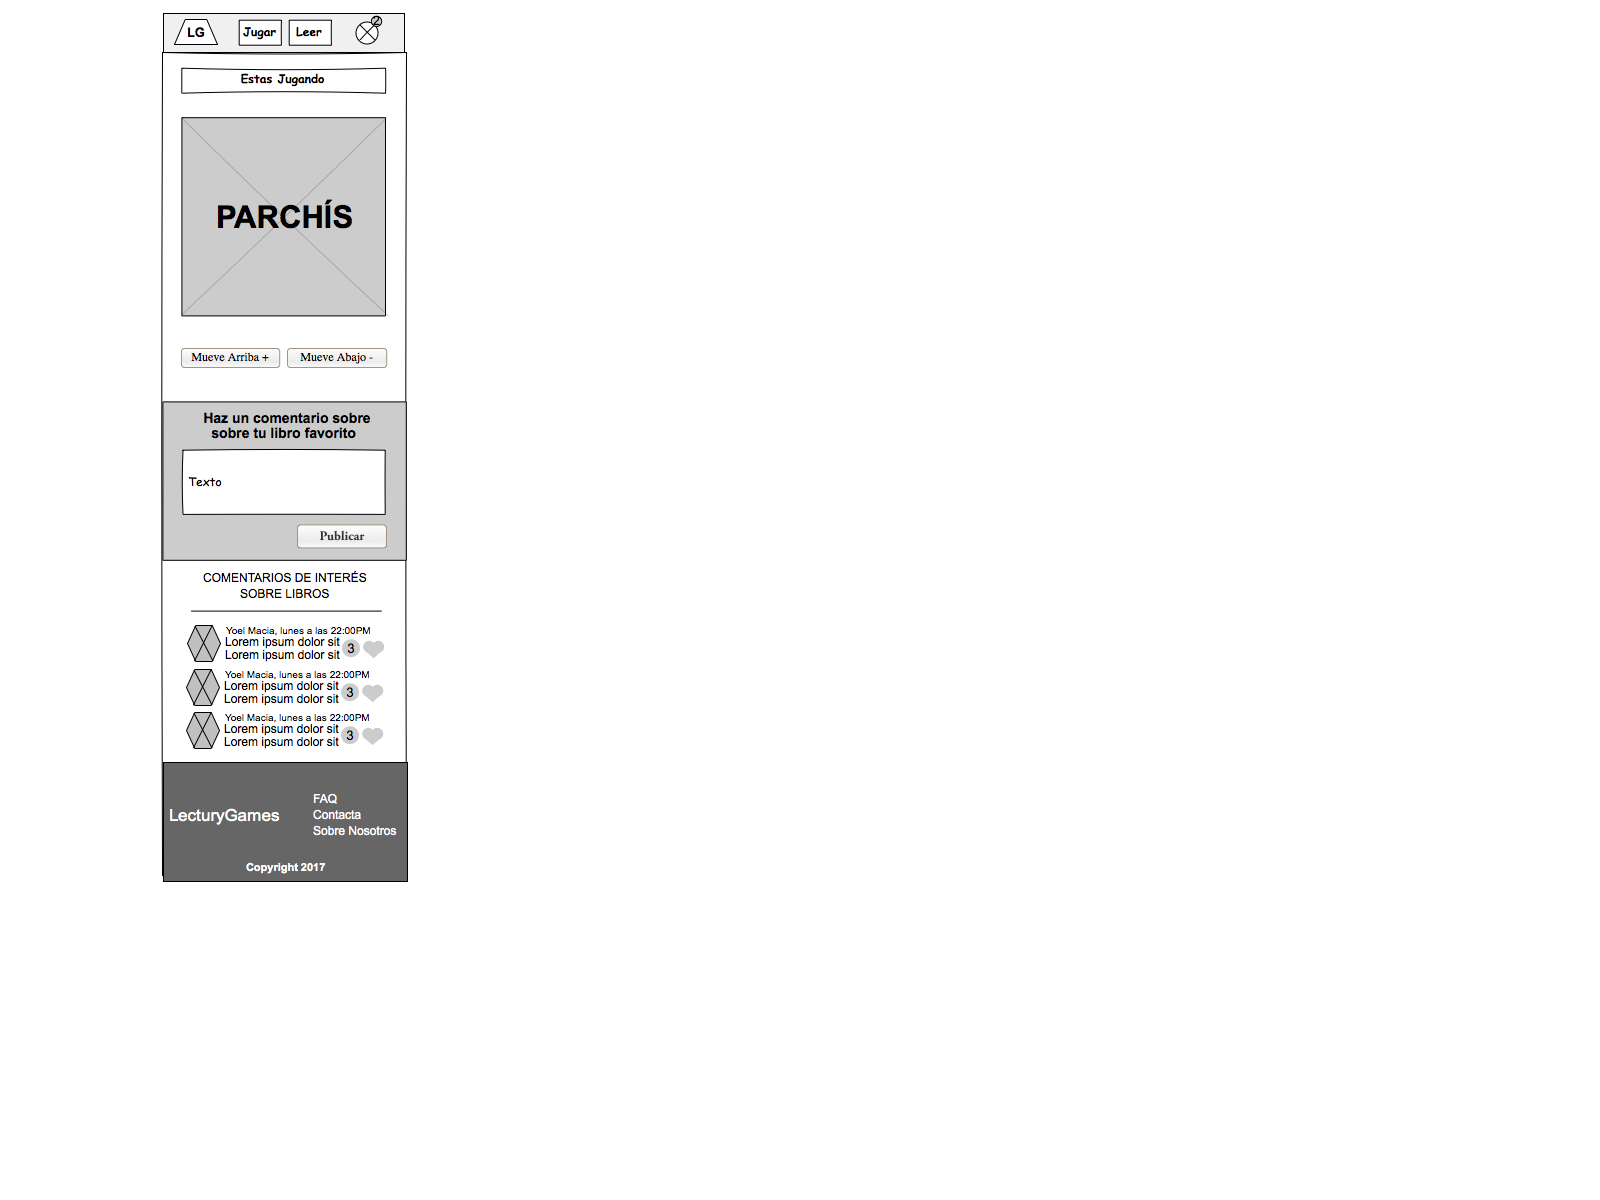 LG
Jugar
Leer
2
Estas Jugando
PARCHÍS
Mueve Arriba +
Mueve Abajo -
Haz un comentario sobre
sobre tu libro favorito
Texto
Publicar
COMENTARIOS DE INTERÉS
SOBRE LIBROS
Yoel Macia, lunes a las 22:00PM
Lorem ipsum dolor sit
Lorem ipsum dolor sit
3
Yoel Macia, lunes a las 22:00PM
Lorem ipsum dolor sit
Lorem ipsum dolor sit
3
Yoel Macia, lunes a las 22:00PM
Lorem ipsum dolor sit
Lorem ipsum dolor sit
3
LecturyGames
FAQ
Contacta
Sobre Nosotros
Copyright 2017